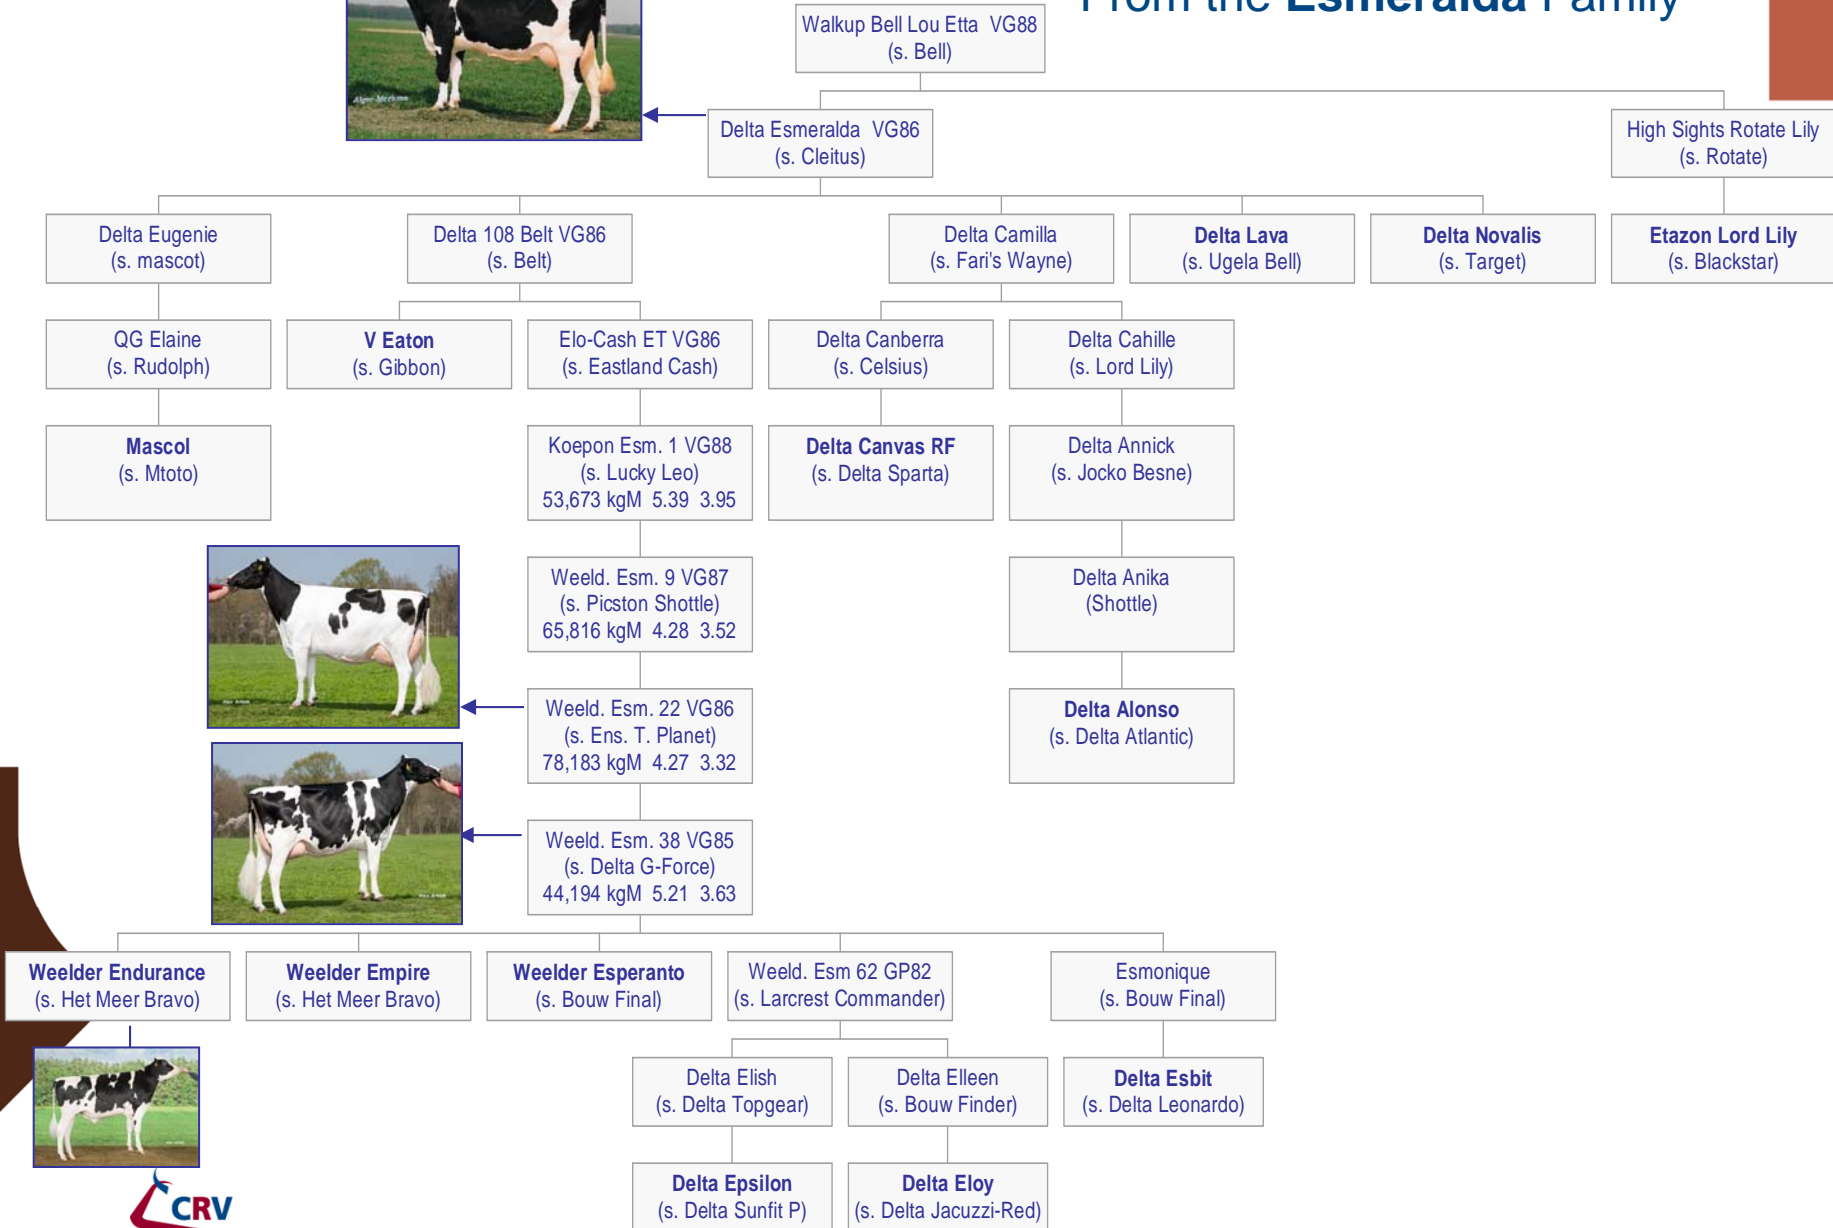 From the Esmeralda Family
Walkup Bell Lou Etta VG88
(s. Bell)
Delta Esmeralda VG86
(s. Cleitus)
High Sights Rotate Lily
(s. Rotate)
Delta Eugenie
(s. mascot)
Delta 108 Belt VG86
(s. Belt)
Delta Camilla
(s. Fari's Wayne)
Delta Lava
(s. Ugela Bell)
Delta Novalis
(s. Target)
Etazon Lord Lily
(s. Blackstar)
QG Elaine
(s. Rudolph)
V Eaton
(s. Gibbon)
Elo-Cash ET VG86
(s. Eastland Cash)
Delta Canberra
(s. Celsius)
Delta Cahille
(s. Lord Lily)
Mascol
(s. Mtoto)
Koepon Esm. 1 VG88
(s. Lucky Leo)
53,673 kgM 5.39 3.95
Delta Canvas RF
(s. Delta Sparta)
Delta Annick
(s. Jocko Besne)
Weeld. Esm. 9 VG87
(s. Picston Shottle)
65,816 kgM 4.28 3.52
Delta Anika
(Shottle)
Weeld. Esm. 22 VG86
(s. Ens. T. Planet)
78,183 kgM 4.27 3.32
Delta Alonso
(s. Delta Atlantic)
Weeld. Esm. 38 VG85
(s. Delta G-Force)
44,194 kgM 5.21 3.63
Weelder Endurance
(s. Het Meer Bravo)
Weelder Empire
(s. Het Meer Bravo)
Weelder Esperanto
(s. Bouw Final)
Weeld. Esm 62 GP82
(s. Larcrest Commander)
Esmonique
(s. Bouw Final)
Delta Elish
(s. Delta Topgear)
Delta Elleen
(s. Bouw Finder)
Delta Esbit
(s. Delta Leonardo)
Delta Epsilon
(s. Delta Sunfit P)
Delta Eloy
(s. Delta Jacuzzi-Red)
CRV